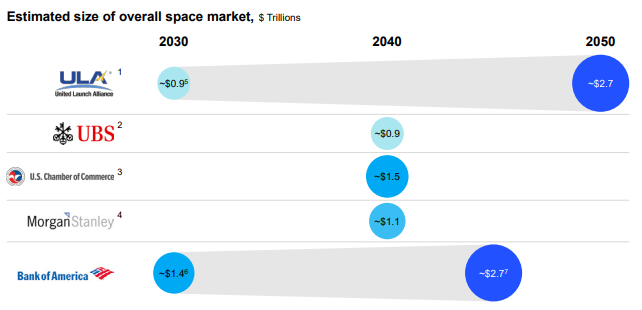 Estimated size of overall space market, $ Trillions
2030 2040 2050
ULA 1
United Launch Alliance
~$0.9⁵ ~$2.7
UBS 2
~$0.9
U.S. Chamber of Commerce 3
~$1.5
Morgan Stanley 4
~$1.1
Bank of America
~$1.4⁶ ~$2.7⁷